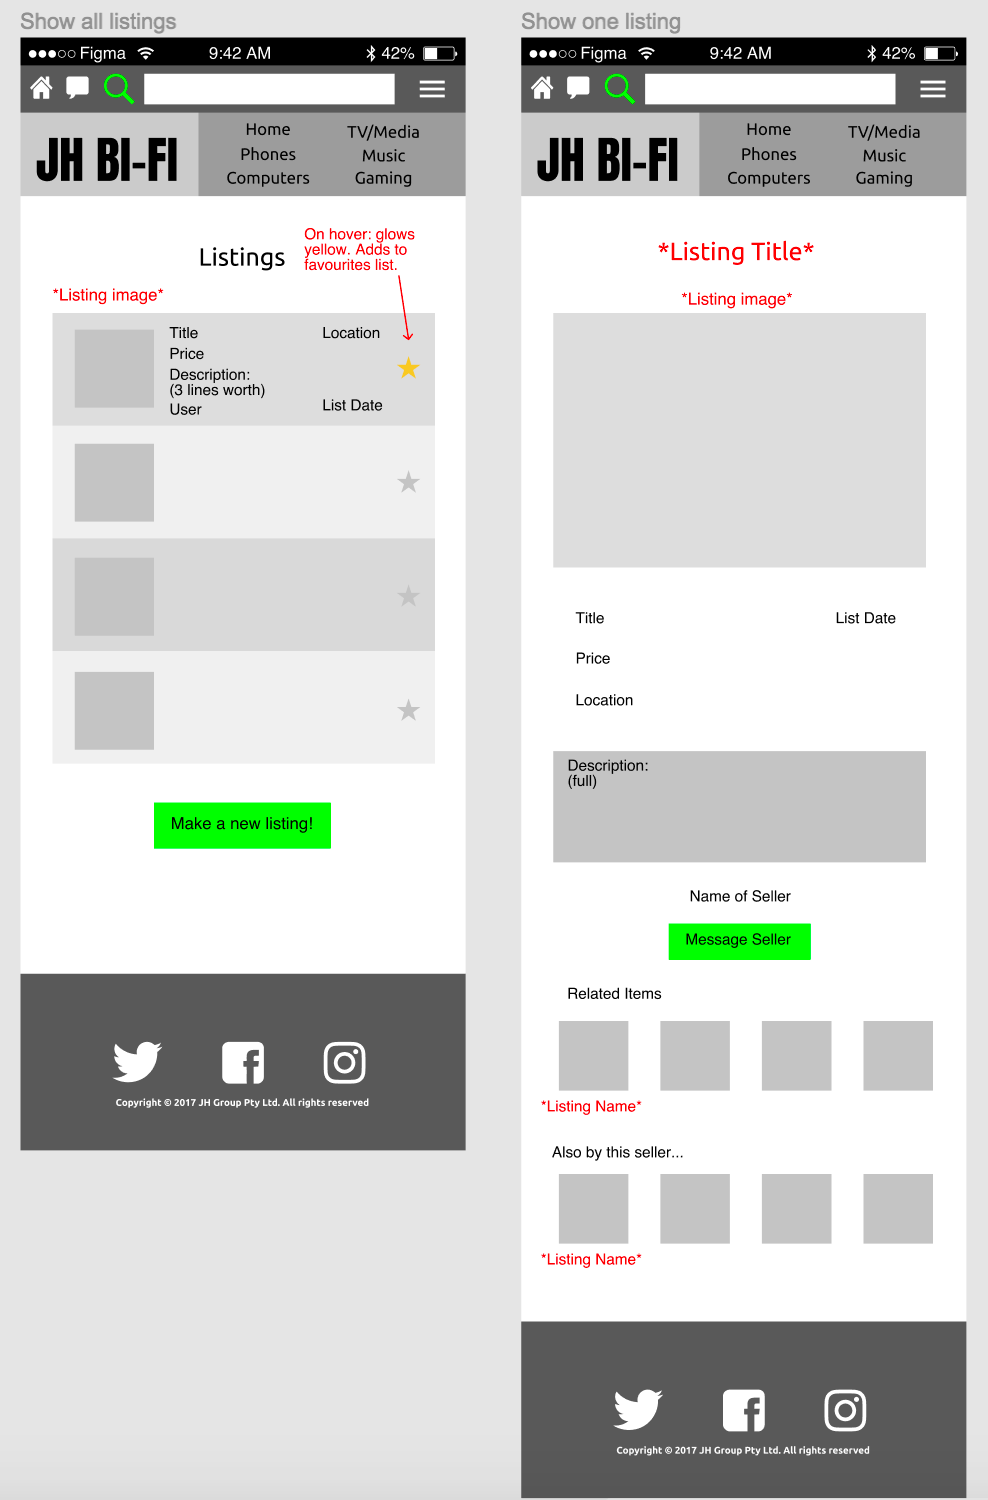 Show all listings
Figma 9:42 AM 42%
JH BI-FI
Home TV/Media
Phones Music
Computers Gaming
On hover: glows
yellow. Adds to
favourites list.
Listings
*Listing image*
Title Location
Price
Description:
(3 lines worth)
User List Date
Make a new listing!
Copyright © 2017 JH Group Pty Ltd. All rights reserved
Show one listing
Figma 9:42 AM 42%
JH BI-FI
Home TV/Media
Phones Music
Computers Gaming
*Listing Title*
*Listing image*
Title List Date
Price
Location
Description:
(full)
Name of Seller
Message Seller
Related Items
*Listing Name*
Also by this seller...
*Listing Name*
Copyright © 2017 JH Group Pty Ltd. All rights reserved